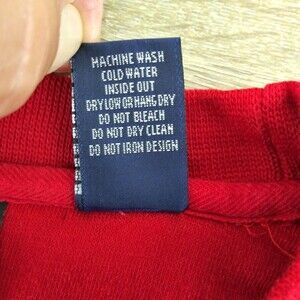 MACHINE WASH
COLD WATER
INSIDE OUT
DRY LOW OR HANG DRY
DO NOT BLEACH
DO NOT DRY CLEAN
DO NOT IRON DESIGN